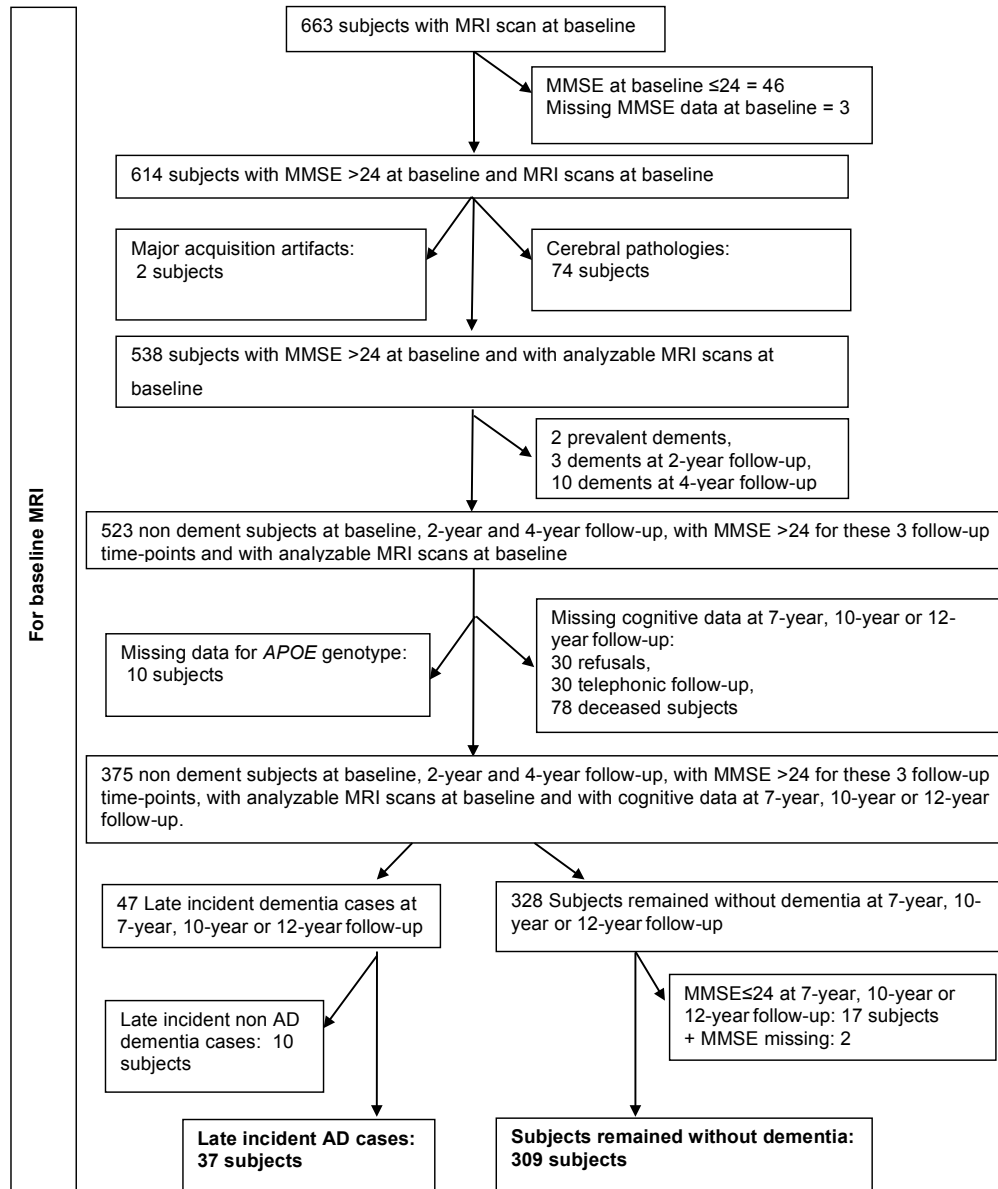 For baseline MRI
663 subjects with MRI scan at baseline
MMSE at baseline ≤24 = 46
Missing MMSE data at baseline = 3
614 subjects with MMSE >24 at baseline and MRI scans at baseline
Major acquisition artifacts:
2 subjects
Cerebral pathologies:
74 subjects
538 subjects with MMSE >24 at baseline and with analyzable MRI scans at
baseline
2 prevalent dements,
3 dements at 2-year follow-up,
10 dements at 4-year follow-up
523 non dement subjects at baseline, 2-year and 4-year follow-up, with MMSE >24 for these 3 follow-up
time-points and with analyzable MRI scans at baseline
Missing data for APOE genotype:
10 subjects
Missing cognitive data at 7-year, 10-year or 12-
year follow-up:
30 refusals,
30 telephonic follow-up,
78 deceased subjects
375 non dement subjects at baseline, 2-year and 4-year follow-up, with MMSE >24 for these 3 follow-up
time-points, with analyzable MRI scans at baseline and with cognitive data at 7-year, 10-year or 12-year
follow-up.
47 Late incident dementia cases at
7-year, 10-year or 12-year follow-up
328 Subjects remained without dementia at 7-year, 10-
year or 12-year follow-up
Late incident non AD
dementia cases: 10
subjects
MMSE≤24 at 7-year, 10-year or
12-year follow-up: 17 subjects
+ MMSE missing: 2
Late incident AD cases:
37 subjects
Subjects remained without dementia:
309 subjects